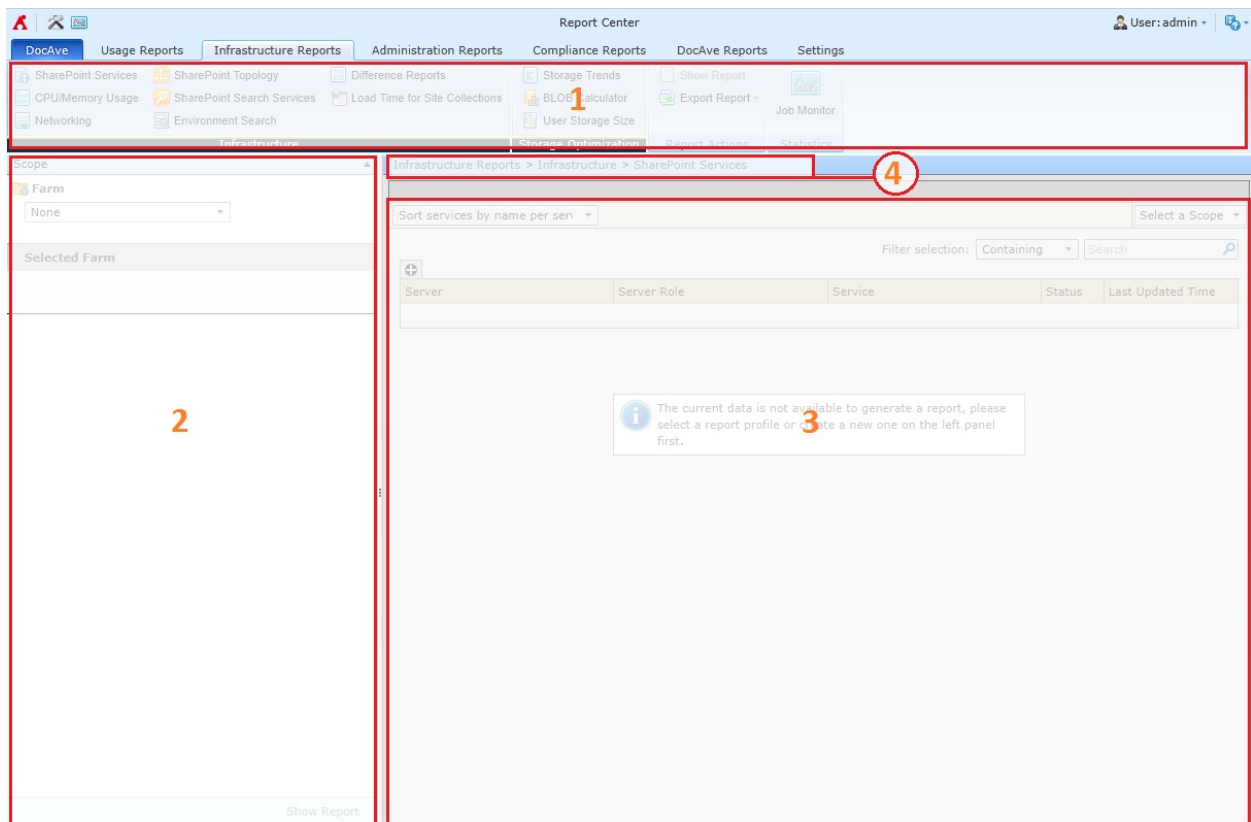 Report Center
User: admin
DocAve Usage Reports Infrastructure Reports Administration Reports Compliance Reports DocAve Reports Settings
SharePoint Services SharePoint Topology Difference Reports Storage Trends Show Report
CPU/Memory Usage SharePoint Search Services Load Time for Site Collections BLOB Calculator Export Report
1
Job Monitor
Networking Environment Search User Storage Size
Infrastructure Storage Optimization Report Actions Statistics
Scope
Infrastructure Reports > Infrastructure > SharePoint Services
4
Farm
None
Selected Farm
2
Show Report
Sort services by name per ser
Select a Scope
Filter selection: Containing Search
Server Server Role Service Status Last Updated Time
The current data is not available to generate a report, please
select a report profile or create a new one on the left panel
first.
3